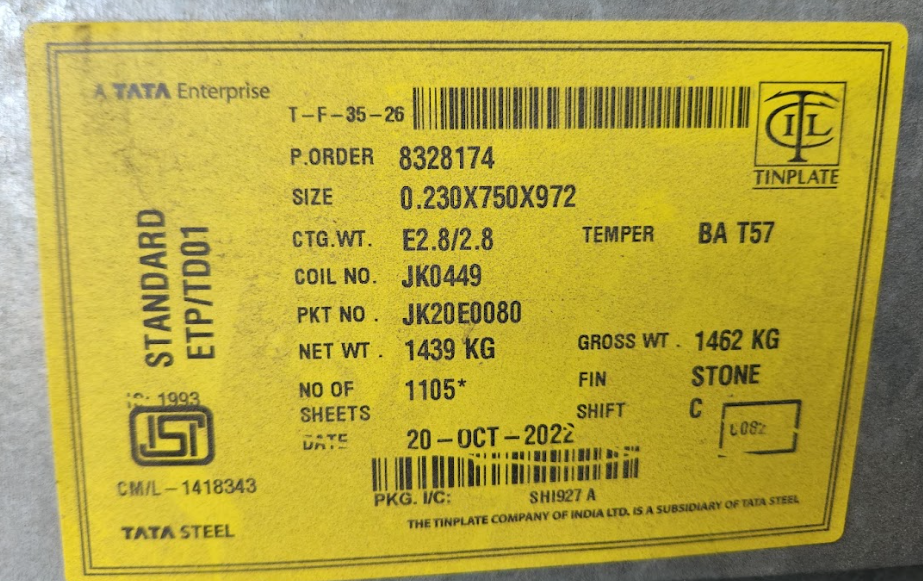 A TATA Enterprise
T-F-35-26
TCIL
TINPLATE
P.ORDER 8328174
SIZE 0.230X750X972
CTG.WT. E2.8/2.8 TEMPER BA T57
COIL NO. JK0449
PKT NO . JK20E0080
NET WT . 1439 KG GROSS WT . 1462 KG
NO OF SHEETS 1105* FIN STONE
SHIFT C
DATE 20-OCT-2022
PKG. I/C: SHI927 A
THE TINPLATE COMPANY OF INDIA LTD. IS A SUBSIDIARY OF TATA STEEL
STANDARD
ETP/TD01
IS: 1993
CM/L-1418343
TATA STEEL